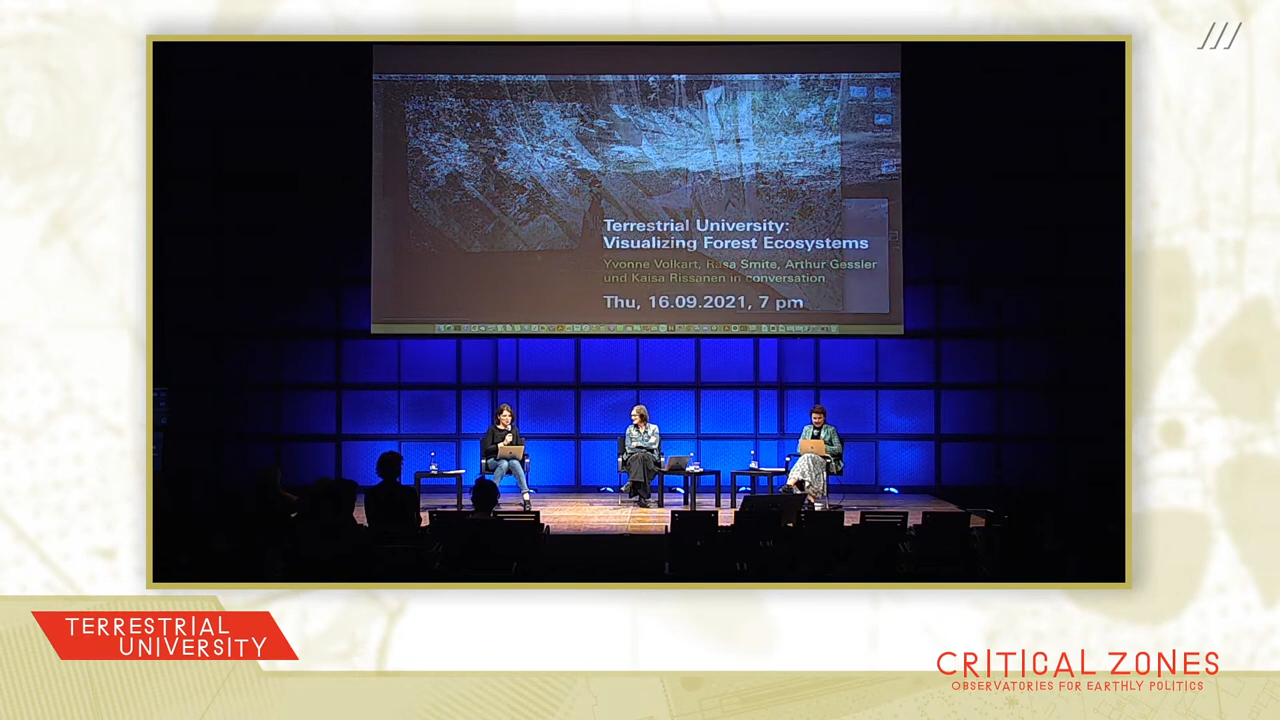 Terrestrial University:
Visualizing Forest Ecosystems
Yvonne Volkart, Rasa Smite, Arthur Gessler
und Kaisa Rissanen in conversation
Thu, 16.09.2021, 7 pm
TERRESTRIAL
UNIVERSITY
CRITICAL ZONES
OBSERVATORIES FOR EARTHLY POLITICS